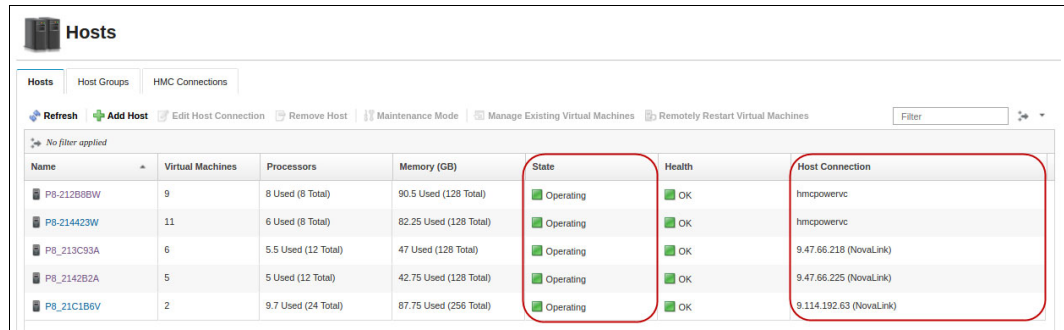 Hosts
Hosts Host Groups HMC Connections
Refresh Add Host Edit Host Connection Remove Host Maintenance Mode Manage Existing Virtual Machines Remotely Restart Virtual Machines Filter
No filter applied
Name Virtual Machines Processors Memory (GB) State Health Host Connection
P8-212B8BW 9 8 Used (8 Total) 90.5 Used (128 Total) Operating OK hmcpowervc
P8-214423W 11 6 Used (8 Total) 82.25 Used (128 Total) Operating OK hmcpowervc
P8_213C93A 6 5.5 Used (12 Total) 47 Used (128 Total) Operating OK 9.47.66.218 (NovaLink)
P8_2142B2A 5 5 Used (12 Total) 42.75 Used (128 Total) Operating OK 9.47.66.225 (NovaLink)
P8_21C1B6V 2 9.7 Used (24 Total) 87.75 Used (256 Total) Operating OK 9.114.192.63 (NovaLink)